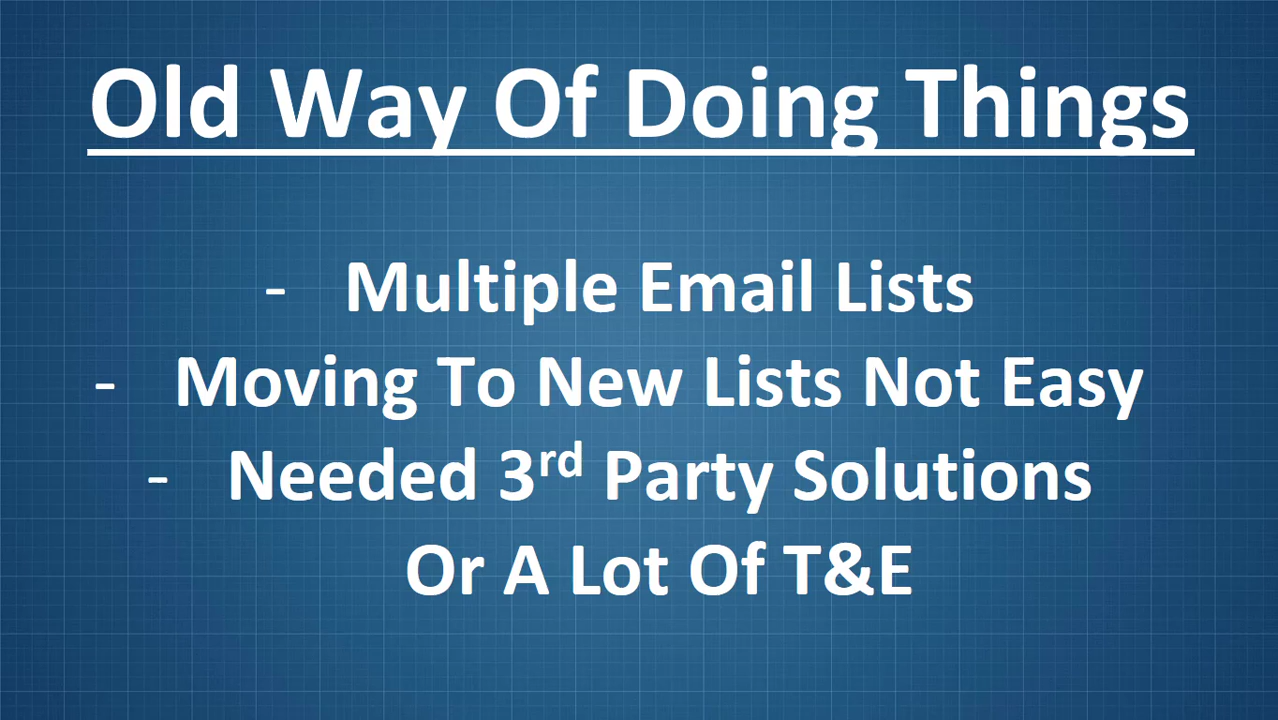 Old Way Of Doing Things
- Multiple Email Lists
- Moving To New Lists Not Easy
- Needed 3rd Party Solutions
Or A Lot Of T&E